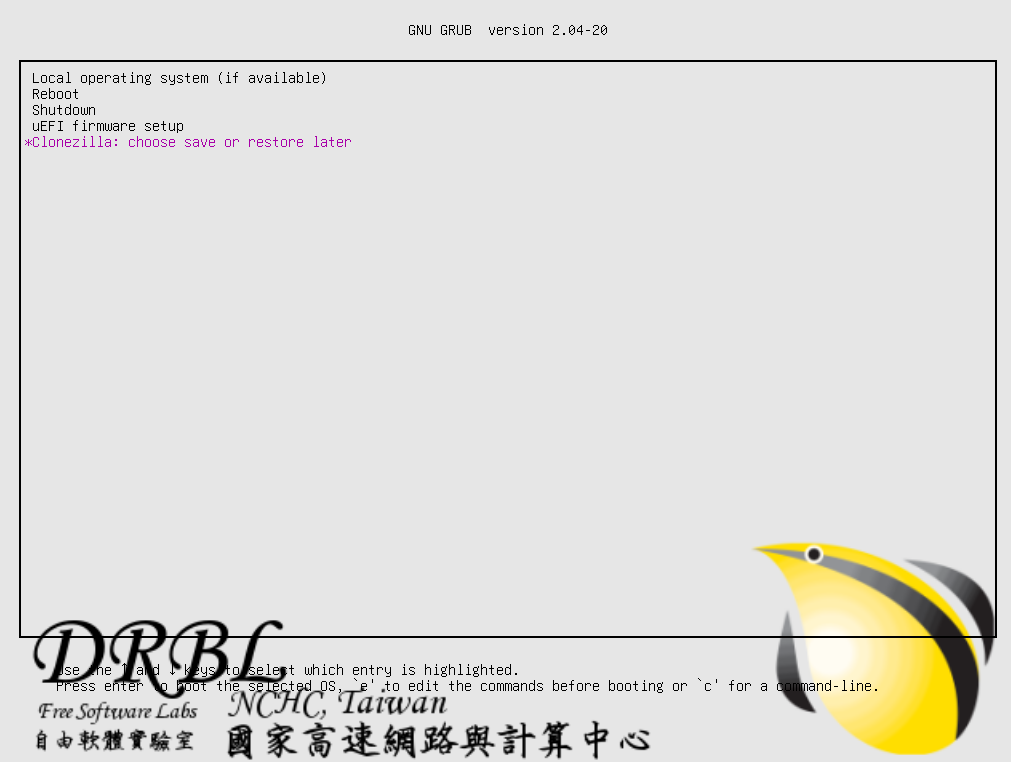 GNU GRUB  version 2.04-20
Local operating system (if available)
Reboot
Shutdown
uEFI firmware setup
*Clonezilla: choose save or restore later
DRBL
Use the ↑ and ↓ keys to select which entry is highlighted.
Press enter to boot the selected OS, `e' to edit the commands before booting or `c' for a command-line.
Free Software Labs
NCHC, Taiwan
自由軟體實驗室
國家高速網路與計算中心